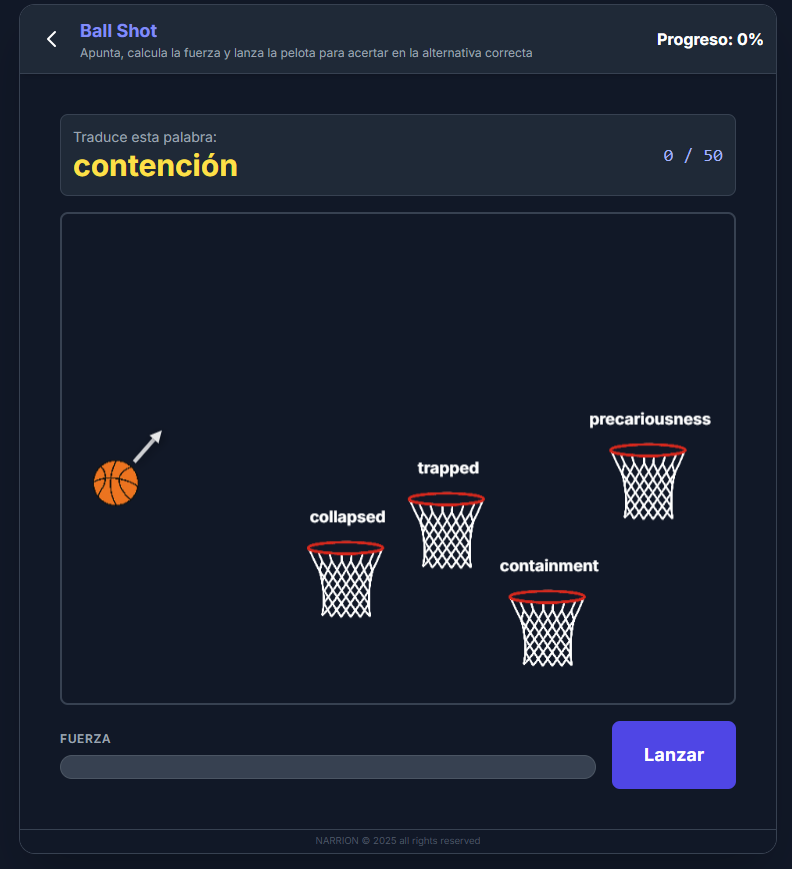 Ball Shot
Apunta, calcula la fuerza y lanza la pelota para acertar en la alternativa correcta
Progreso: 0%
Traduce esta palabra:
contención
0 / 50
precariousness
trapped
collapsed
containment
FUERZA
Lanzar
NARRION © 2025 all rights reserved